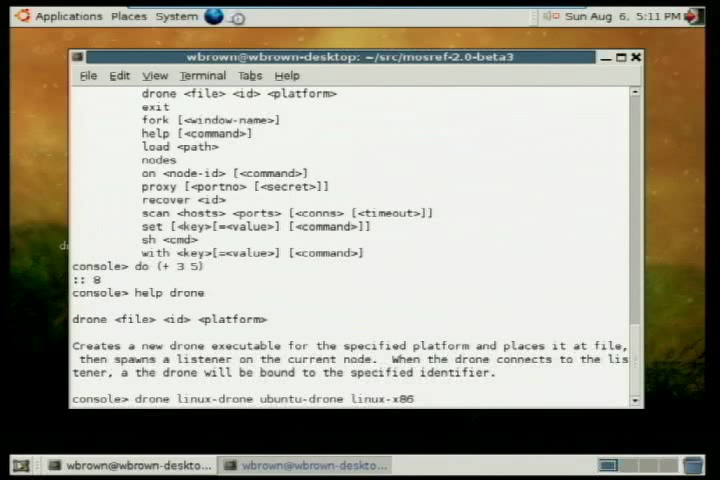 Applications Places System
Sun Aug 6, 5:11 PM
wbrown@wbrown-desktop: ~/src/mosref-2.0-beta3
File Edit View Terminal Tabs Help
drone <file> <id> <platform>
exit
fork [<window-name>]
help [<command>]
load <path>
nodes
on <node-id> [<command>]
proxy [<portno> [<secret>]]
recover <id>
scan <hosts> <ports> [<conns> [<timeout>]]
set [<key>[=<value>] [<command>]]
sh <cmd>
with <key>[=<value>] [<command>]
console> do (+ 3 5)
:: 8
console> help drone
drone <file> <id> <platform>
Creates a new drone executable for the specified platform and places it at file,
then spawns a listener on the current node. When the drone connects to the lis
tener, a the drone will be bound to the specified identifier.
console> drone linux-drone ubuntu-drone linux-x86
wbrown@wbrown-deskto... wbrown@wbrown-deskto...